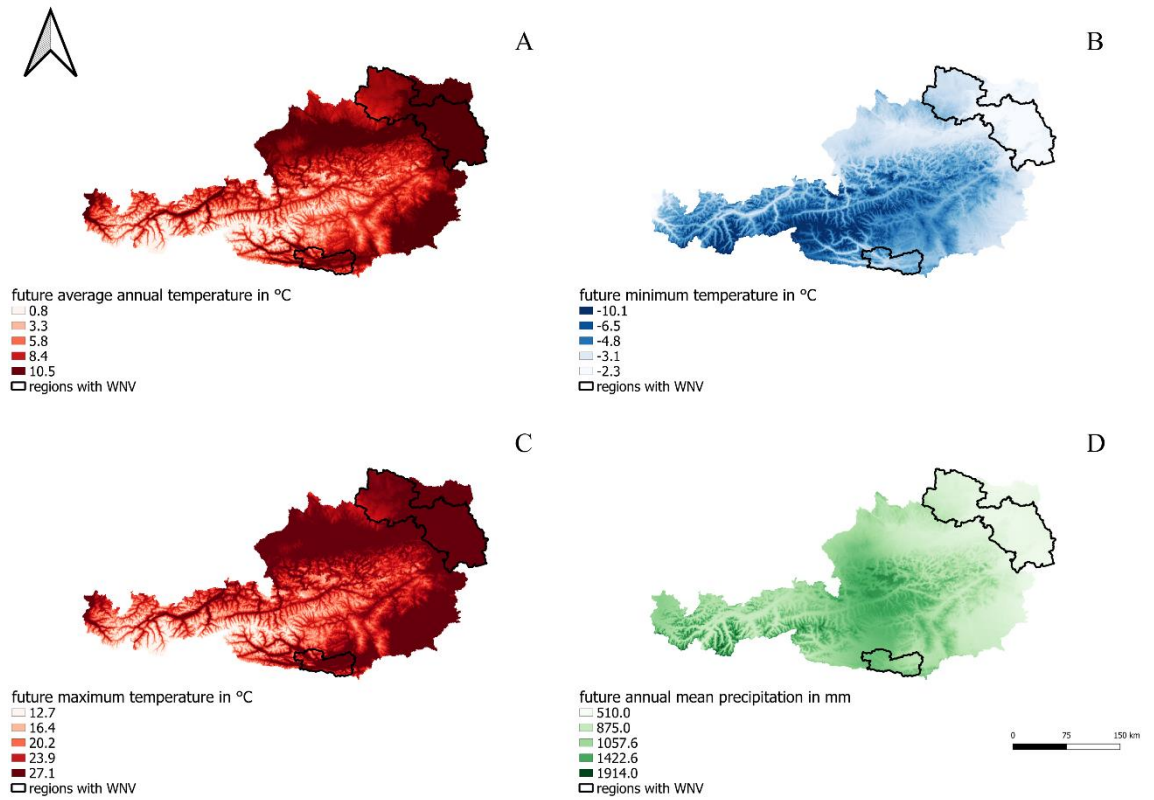 A
future average annual temperature in °C
0.8
3.3
5.8
8.4
10.5
regions with WNV
B
future minimum temperature in °C
-10.1
-6.5
-4.8
-3.1
-2.3
regions with WNV
C
future maximum temperature in °C
12.7
16.4
20.2
23.9
27.1
regions with WNV
D
future annual mean precipitation in mm
510.0
875.0
1057.6
1422.6
1914.0
regions with WNV
0 75 150 km